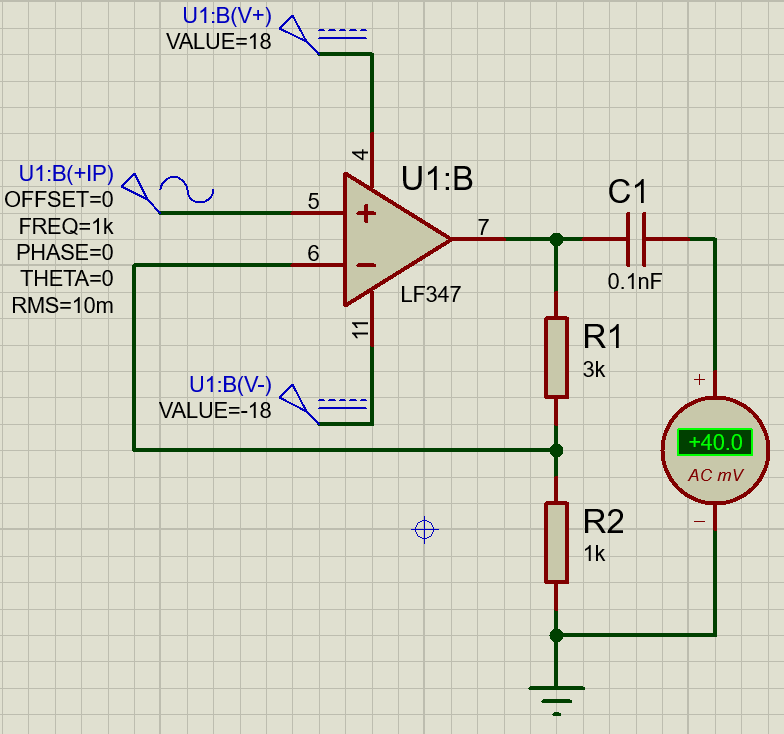 U1:B(V+)
VALUE=18
4
U1:B(+IP)
OFFSET=0
FREQ=1k
PHASE=0
THETA=0
RMS=10m
5
6
+
−
U1:B
7
LF347
11
U1:B(V-)
VALUE=-18
C1
0.1nF
R1
3k
+
+40.0
AC mV
−
R2
1k